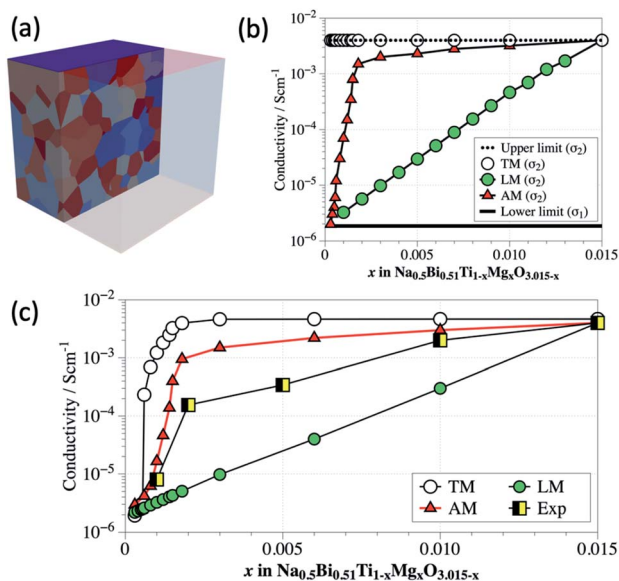 (a)
(b)
Conductivity / Scm⁻¹
10⁻²
10⁻³
10⁻⁴
10⁻⁵
10⁻⁶
Upper limit (σ₂)
TM (σ₂)
LM (σ₂)
AM (σ₂)
Lower limit (σ₁)
0
0.005
0.010
0.015
x in Na₀.₅Bi₀.₅₁Ti₁₋ₓMgₓO₃.₀₁₅₋ₓ
(c)
Conductivity / Scm⁻¹
10⁻²
10⁻³
10⁻⁴
10⁻⁵
10⁻⁶
TM
LM
AM
Exp
0
0.005
0.010
0.015
x in Na₀.₅Bi₀.₅₁Ti₁₋ₓMgₓO₃.₀₁₅₋ₓ